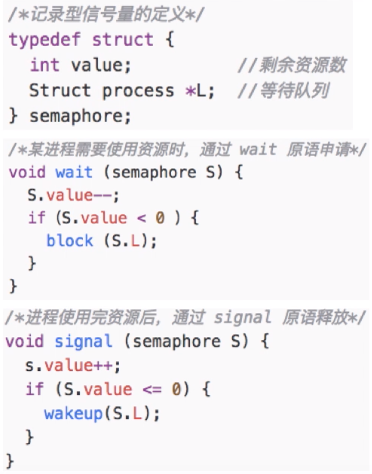 /*记录型信号量的定义*/
typedef struct {
  int value;            //剩余资源数
  Struct process *L;  //等待队列
} semaphore;
/*某进程需要使用资源时，通过 wait 原语申请*/
void wait (semaphore S) {
  S.value--;
  if (S.value < 0 ) {
    block (S.L);
  }
}
/*进程使用完资源后，通过 signal 原语释放*/
void signal (semaphore S) {
  s.value++;
  if (S.value <= 0) {
    wakeup(S.L);
  }
}